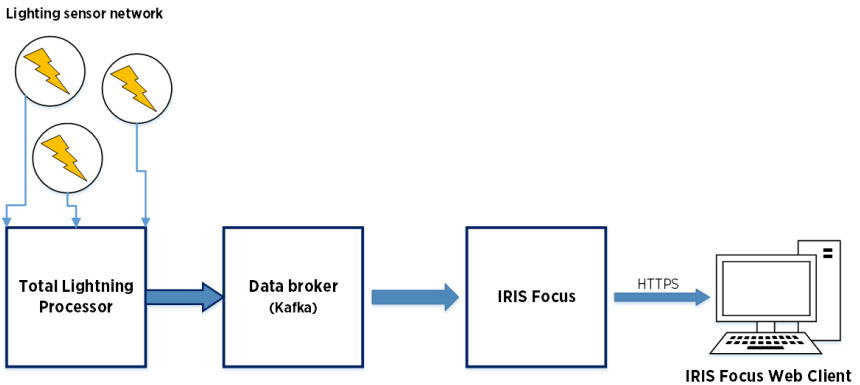 Lighting sensor network
Total Lightning
Processor
Data broker
(Kafka)
IRIS Focus
HTTPS
IRIS Focus Web Client